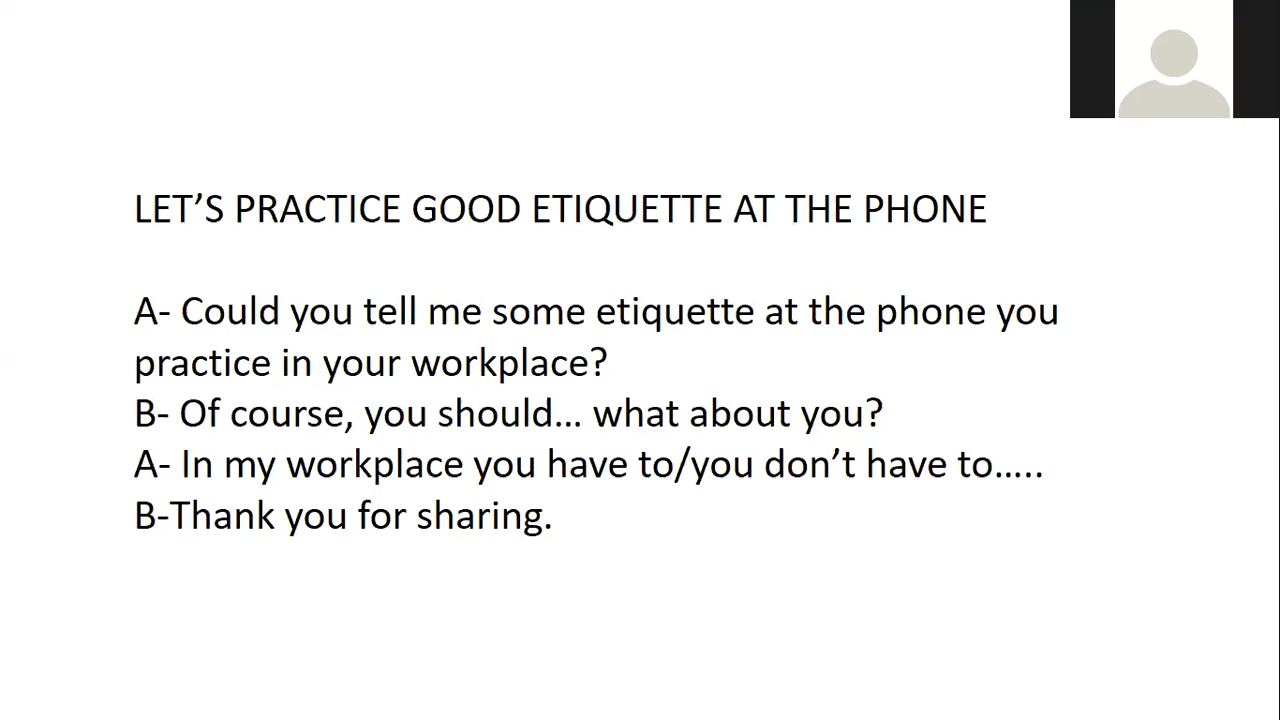 LET’S PRACTICE GOOD ETIQUETTE AT THE PHONE
A- Could you tell me some etiquette at the phone you
practice in your workplace?
B- Of course, you should… what about you?
A- In my workplace you have to/you don’t have to…..
B-Thank you for sharing.